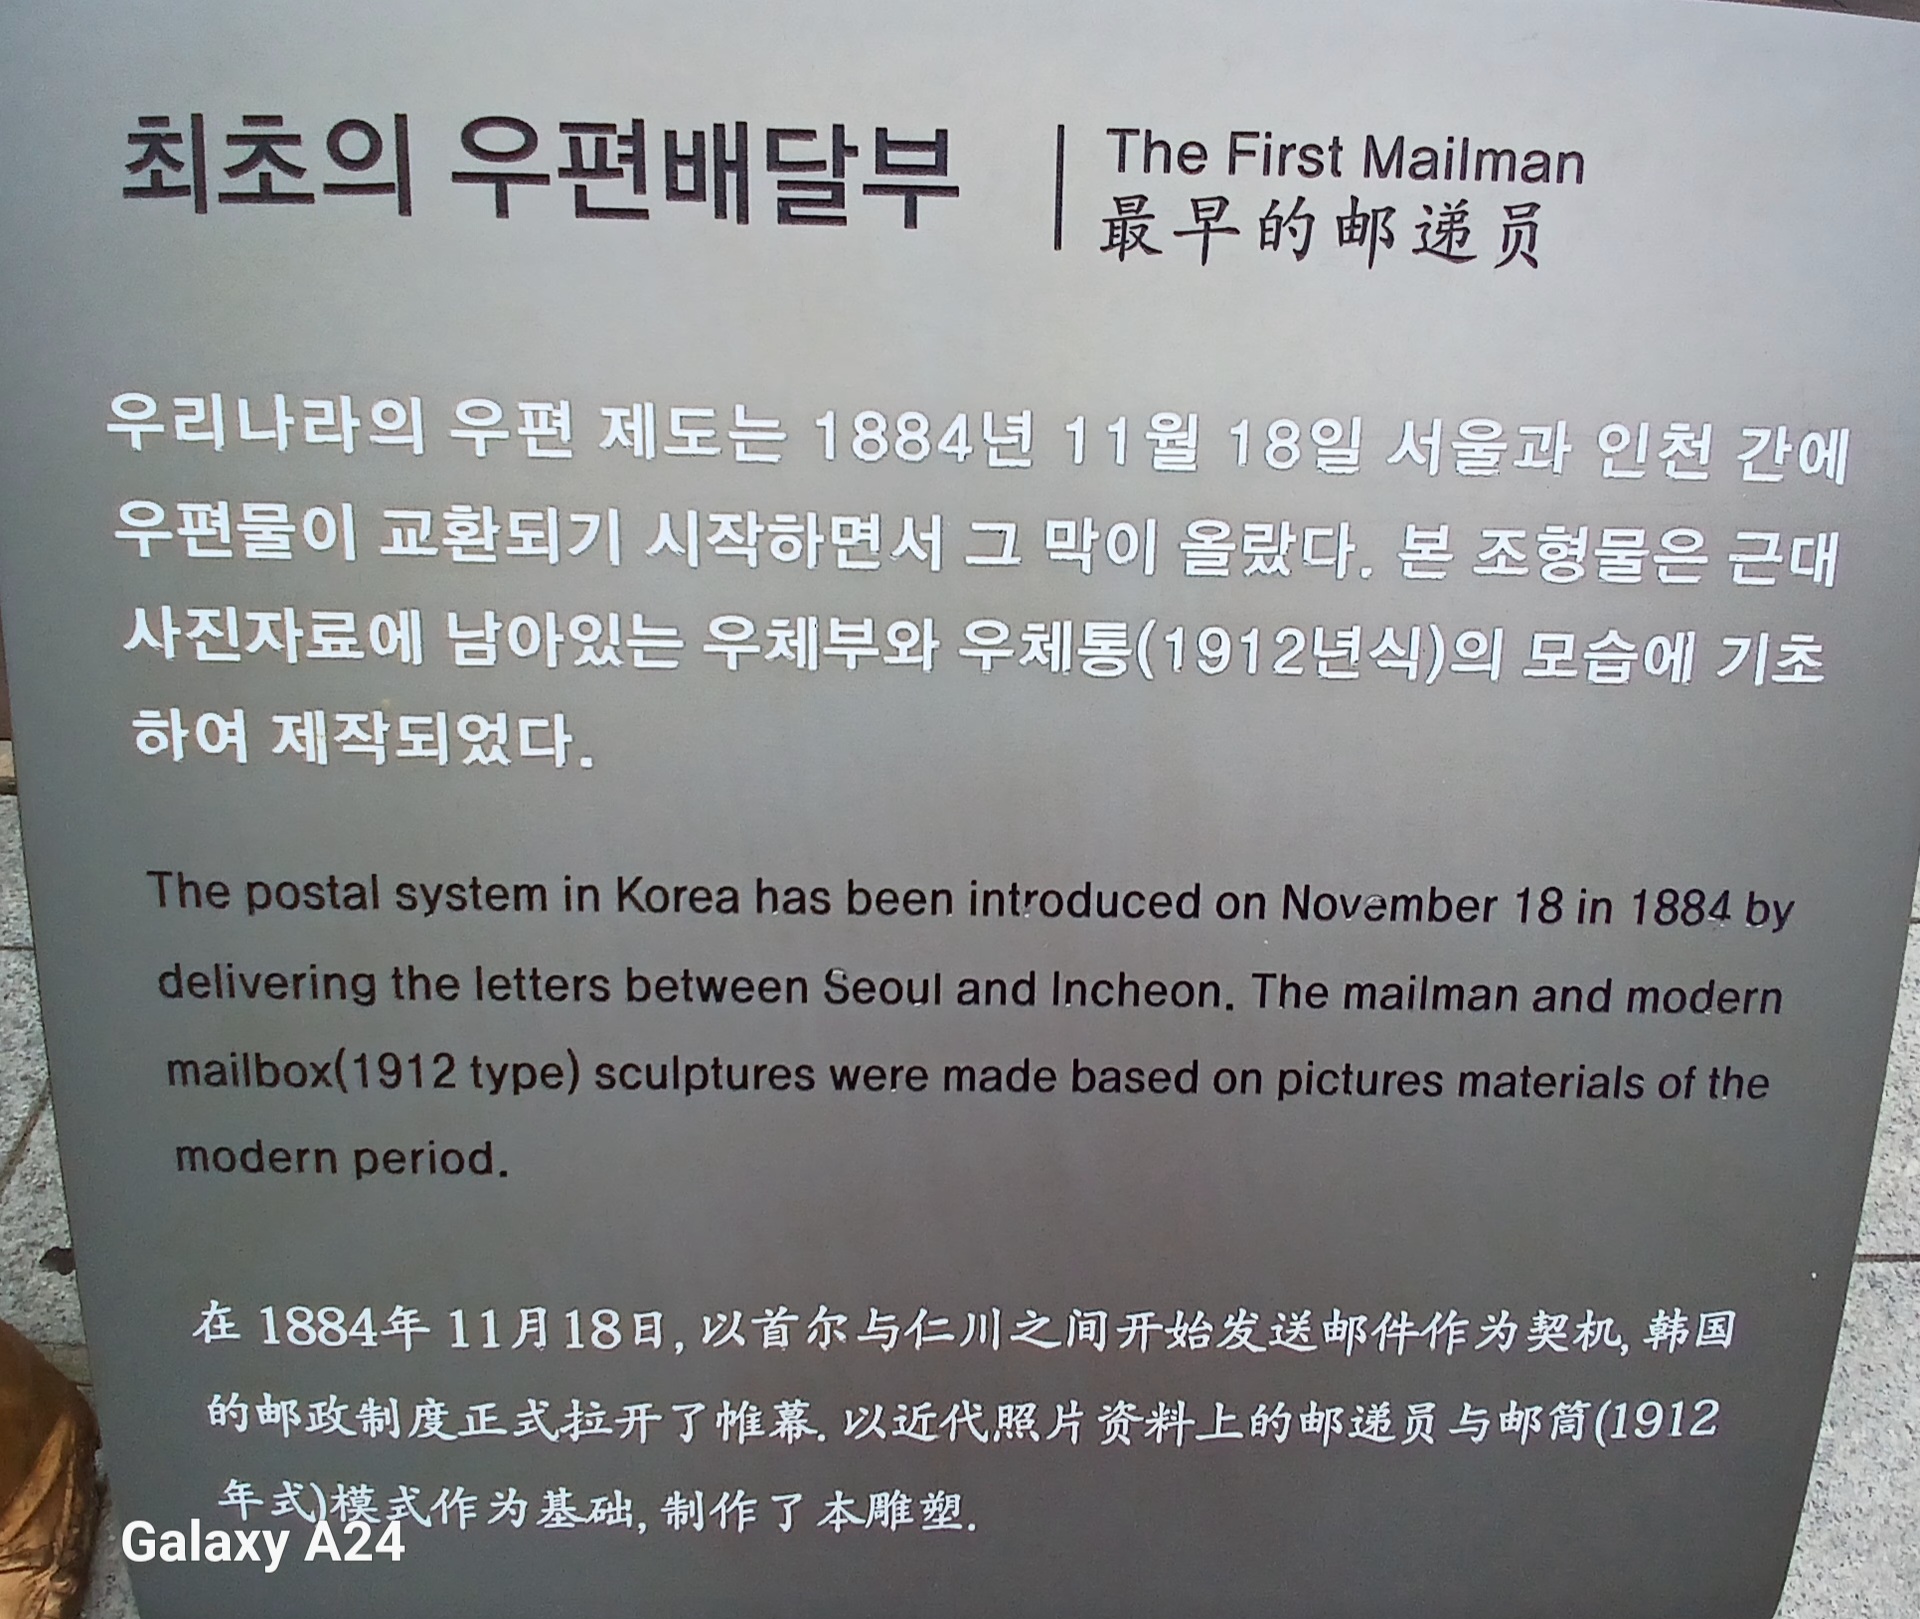 최초의 우편배달부
The First Mailman
最早的邮递员
우리나라의 우편 제도는 1884년 11월 18일 서울과 인천 간에
우편물이 교환되기 시작하면서 그 막이 올랐다. 본 조형물은 근대
사진자료에 남아있는 우체부와 우체통(1912년식)의 모습에 기초
하여 제작되었다.
The postal system in Korea has been introduced on November 18 in 1884 by
delivering the letters between Seoul and Incheon. The mailman and modern
mailbox(1912 type) sculptures were made based on pictures materials of the
modern period.
在 1884年 11月18日, 以首尔与仁川之间开始发送邮件作为契机, 韩国
的邮政制度正式拉开了帷幕. 以近代照片资料上的邮递员与邮筒(1912
年式)模式作为基础, 制作了本雕塑.
Galaxy A24